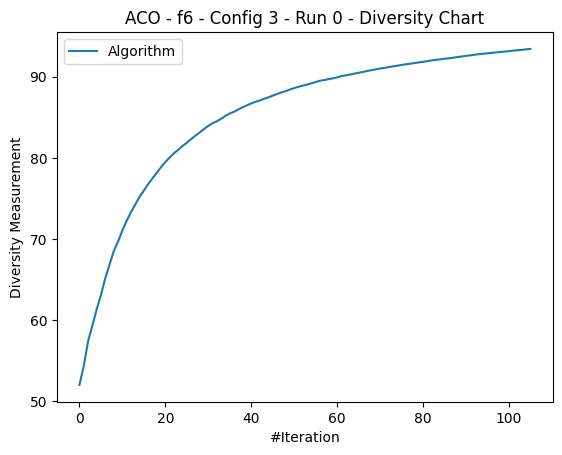 ACO - f6 - Config 3 - Run 0 - Diversity Chart
Algorithm
Diversity Measurement
90
80
70
60
50
0 20 40 60 80 100
#Iteration